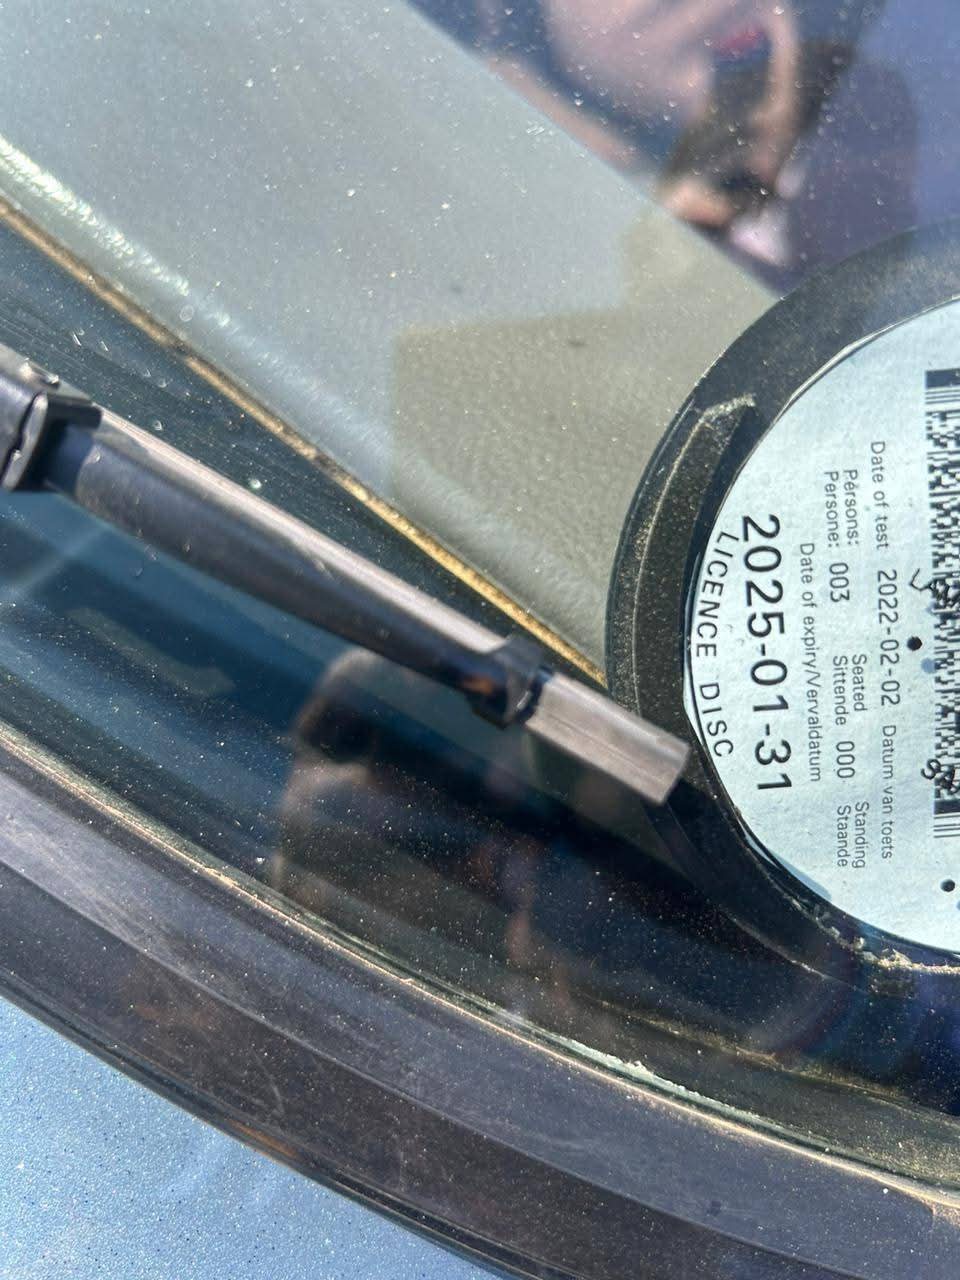 Date of test 2022-02-02 Datum van toets
Persons: Seated Standing
Persone: 003 Sittende 000 Staande
Date of expiry/Vervaldatum
2025-01-31
LICENCE DISC